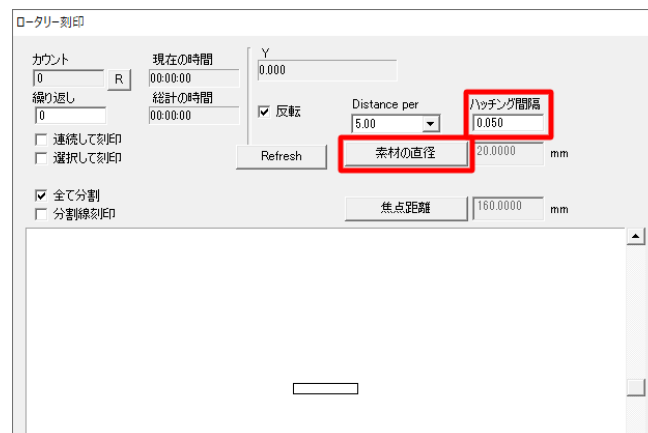 ロータリー刻印
カウント
0
R
現在の時間
00:00:00
繰り返し
0
総計の時間
00:00:00
連続して刻印
選択して刻印
Y
0.000
反転
Distance per
5.00
ハッチング間隔
0.050
Refresh
素材の直径
20.0000
mm
全て分割
分割線刻印
焦点距離
160.0000
mm